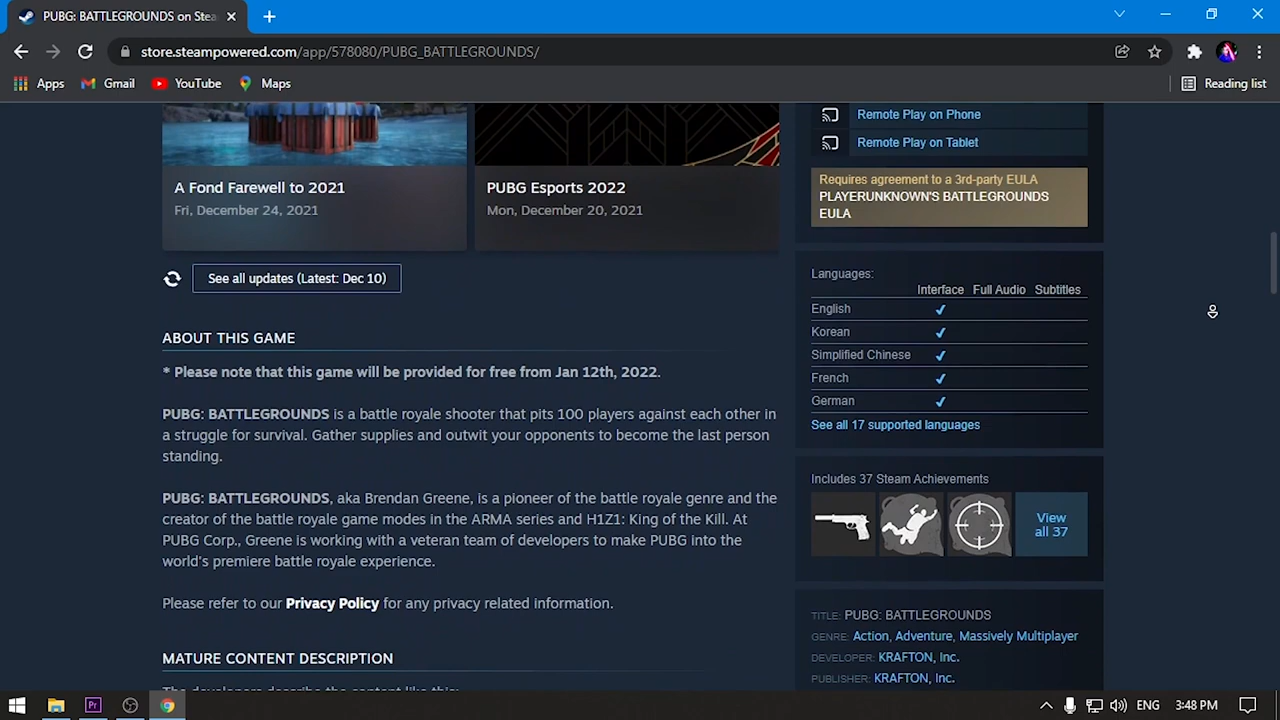 PUBG: BATTLEGROUNDS on Stea
store.steampowered.com/app/578080/PUBG_BATTLEGROUNDS/
Apps
Gmail
YouTube
Maps
Reading list
Remote Play on Phone
Remote Play on Tablet
A Fond Farewell to 2021
Fri, December 24, 2021
PUBG Esports 2022
Mon, December 20, 2021
Requires agreement to a 3rd-party EULA
PLAYERUNKNOWN'S BATTLEGROUNDS
EULA
See all updates (Latest: Dec 10)
ABOUT THIS GAME
* Please note that this game will be provided for free from Jan 12th, 2022.
PUBG: BATTLEGROUNDS is a battle royale shooter that pits 100 players against each other in
a struggle for survival. Gather supplies and outwit your opponents to become the last person
standing.
PUBG: BATTLEGROUNDS, aka Brendan Greene, is a pioneer of the battle royale genre and the
creator of the battle royale game modes in the ARMA series and H1Z1: King of the Kill. At
PUBG Corp., Greene is working with a veteran team of developers to make PUBG into the
world's premiere battle royale experience.
Please refer to our Privacy Policy for any privacy related information.
MATURE CONTENT DESCRIPTION
The developers describe the content like this:
Languages:
Interface Full Audio Subtitles
English
Korean
Simplified Chinese
French
German
See all 17 supported languages
Includes 37 Steam Achievements
View
all 37
TITLE: PUBG: BATTLEGROUNDS
GENRE: Action, Adventure, Massively Multiplayer
DEVELOPER: KRAFTON, Inc.
PUBLISHER: KRAFTON, Inc.
Pr
ENG
3:48 PM